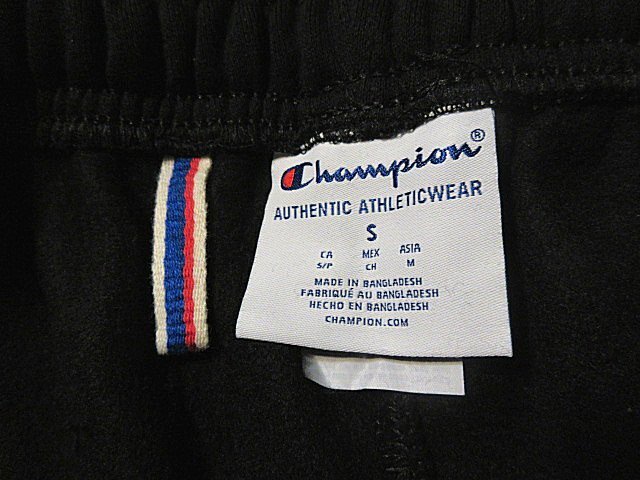 Champion®
AUTHENTIC ATHLETICWEAR
S
CA MEX ASIA
S/P CH M
MADE IN BANGLADESH
FABRIQUÉ AU BANGLADESH
HECHO EN BANGLADESH
CHAMPION.COM